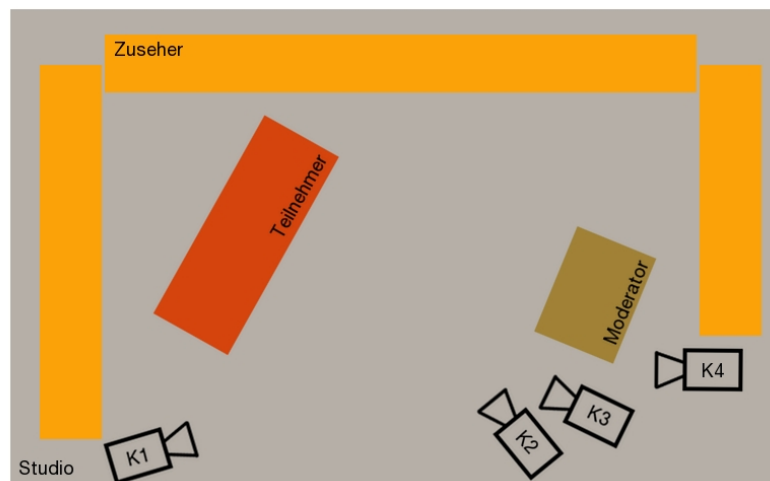 Zuseher
Teilnehmer
Moderator
K4
K3
K2
K1
Studio